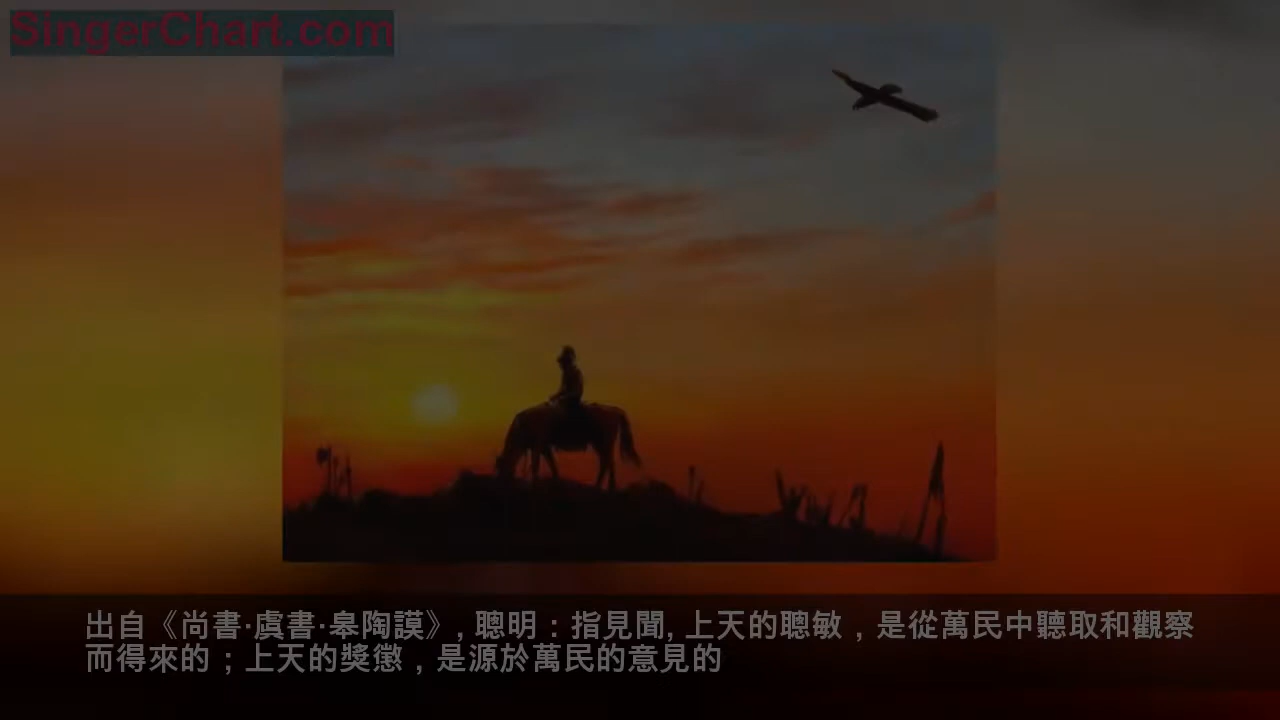 SingerChart.com
出自《尚書·虞書·皋陶謨》, 聰明：指見聞, 上天的聰敏，是從萬民中聽取和觀察
而得來的；上天的獎懲，是源於萬民的意見的